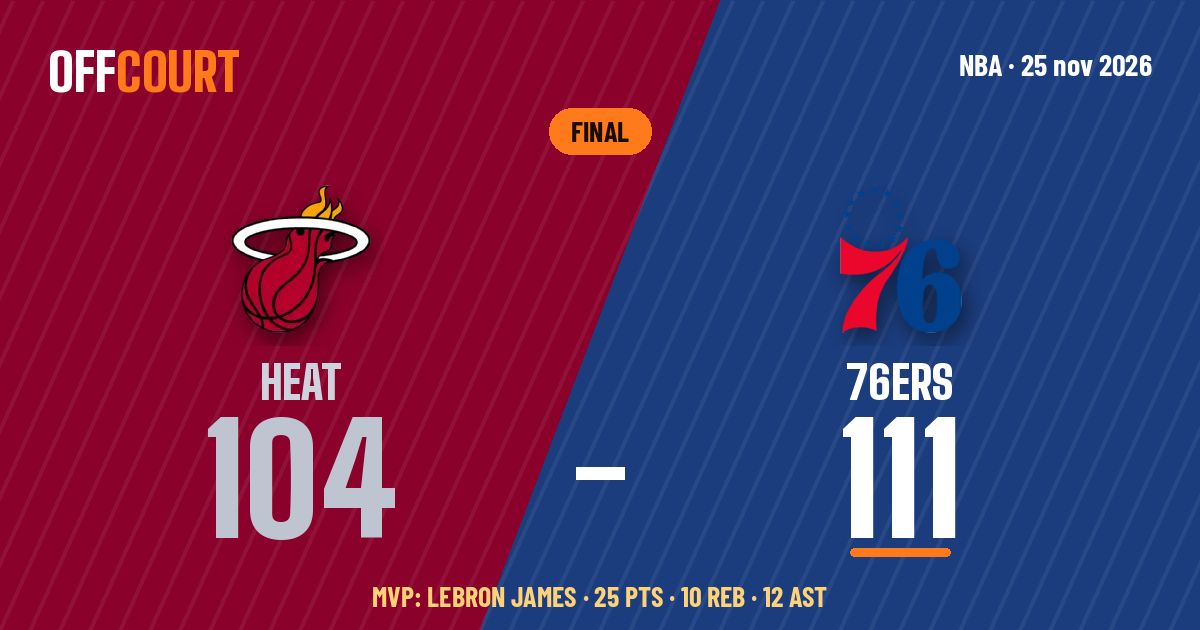 OFFCOURT
NBA · 25 nov 2026
FINAL
76
HEAT
76ERS
104
–
111
MVP: LEBRON JAMES · 25 PTS · 10 REB · 12 AST